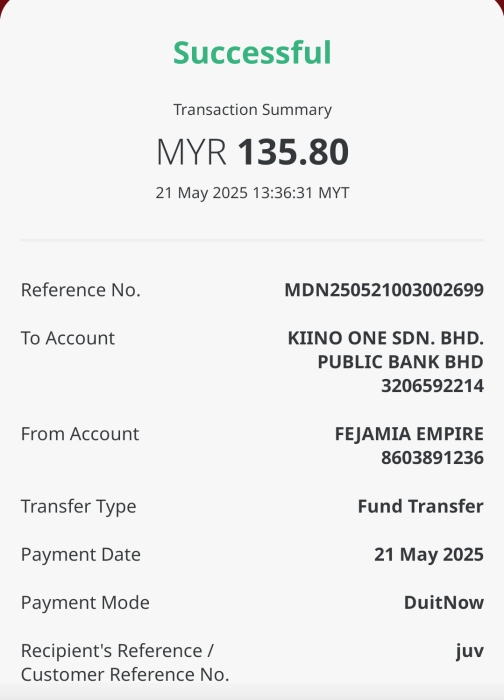 Successful
Transaction Summary
MYR 135.80
21 May 2025 13:36:31 MYT
Reference No. MDN250521003002699
To Account KIINO ONE SDN. BHD.
PUBLIC BANK BHD
3206592214
From Account FEJAMIA EMPIRE
8603891236
Transfer Type Fund Transfer
Payment Date 21 May 2025
Payment Mode DuitNow
Recipient's Reference / juv
Customer Reference No.